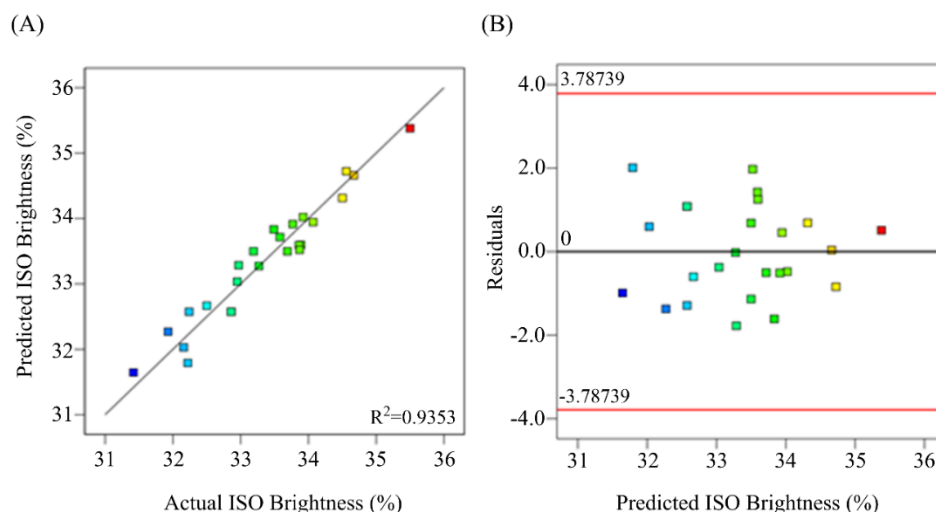 (A)
Predicted ISO Brightness (%)
36
35
34
33
32
31
R²=0.9353
31 32 33 34 35 36
Actual ISO Brightness (%)
(B)
Residuals
4.0
3.78739
2.0
0.0
0
-2.0
-3.78739
-4.0
31 32 33 34 35 36
Predicted ISO Brightness (%)